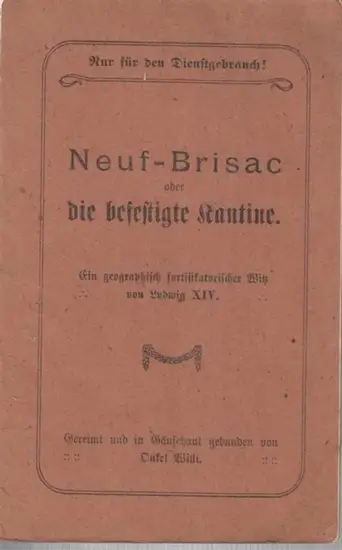 Nur für den Dienstgebrauch!
Neuf-Brisac
oder
die befestigte Kantine.
Ein geographisch fortifikatorischer Witz
von Ludwig XIV.
Gereimt und in Gänsehaut gebunden von
:: :: Onkel Willi. :: ::